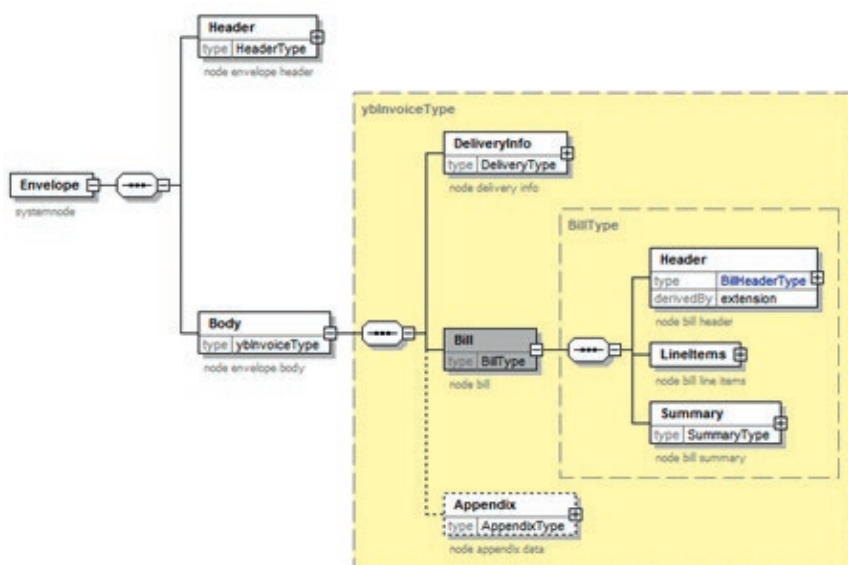 Header
type HeaderType
node envelope header
ybInvoiceType
DeliveryInfo
type DeliveryType
node delivery info
Envelope
systemnode
BillType
Header
type BillHeaderType
derivedBy extension
node bill header
Body
type ybInvoiceType
node envelope body
Bill
type BillType
node bill
LineItems
node bill line items
Summary
type SummaryType
node bill summary
Appendix
type AppendixType
node appendix data